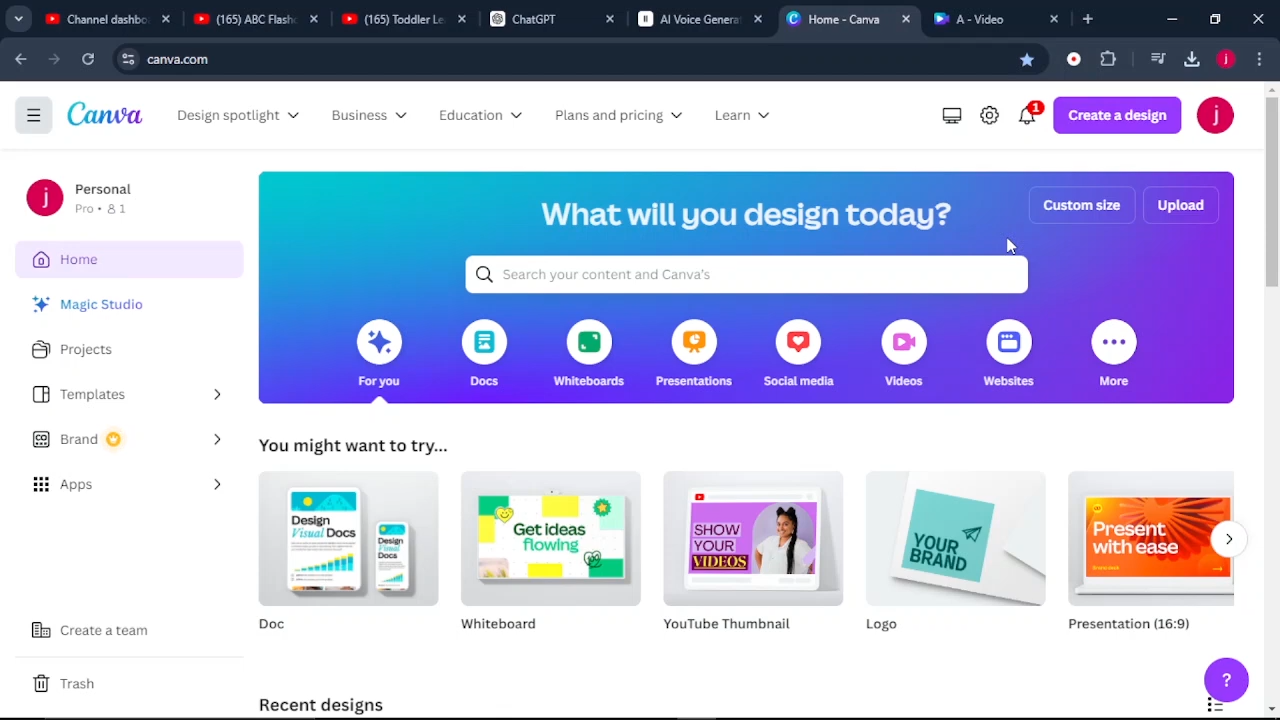 Channel dashbo
(165) ABC Flash
(165) Toddler Le
ChatGPT
AI Voice Genera
Home - Canva
A - Video
canva.com
j
Canva
Design spotlight
Business
Education
Plans and pricing
Learn
1
Create a design
j
j
Personal
Pro • 1
Home
Magic Studio
Projects
Templates
Brand
Apps
Create a team
Trash
What will you design today?
Custom size
Upload
Search your content and Canva's
For you
Docs
Whiteboards
Presentations
Social media
Videos
Websites
More
You might want to try...
Design
Visual Docs
Design
Visual
Docs
Get ideas
flowing
SHOW
YOUR
VIDEOS
YOUR
BRAND
Present
with ease
Doc
Whiteboard
YouTube Thumbnail
Logo
Presentation (16:9)
Recent designs
?